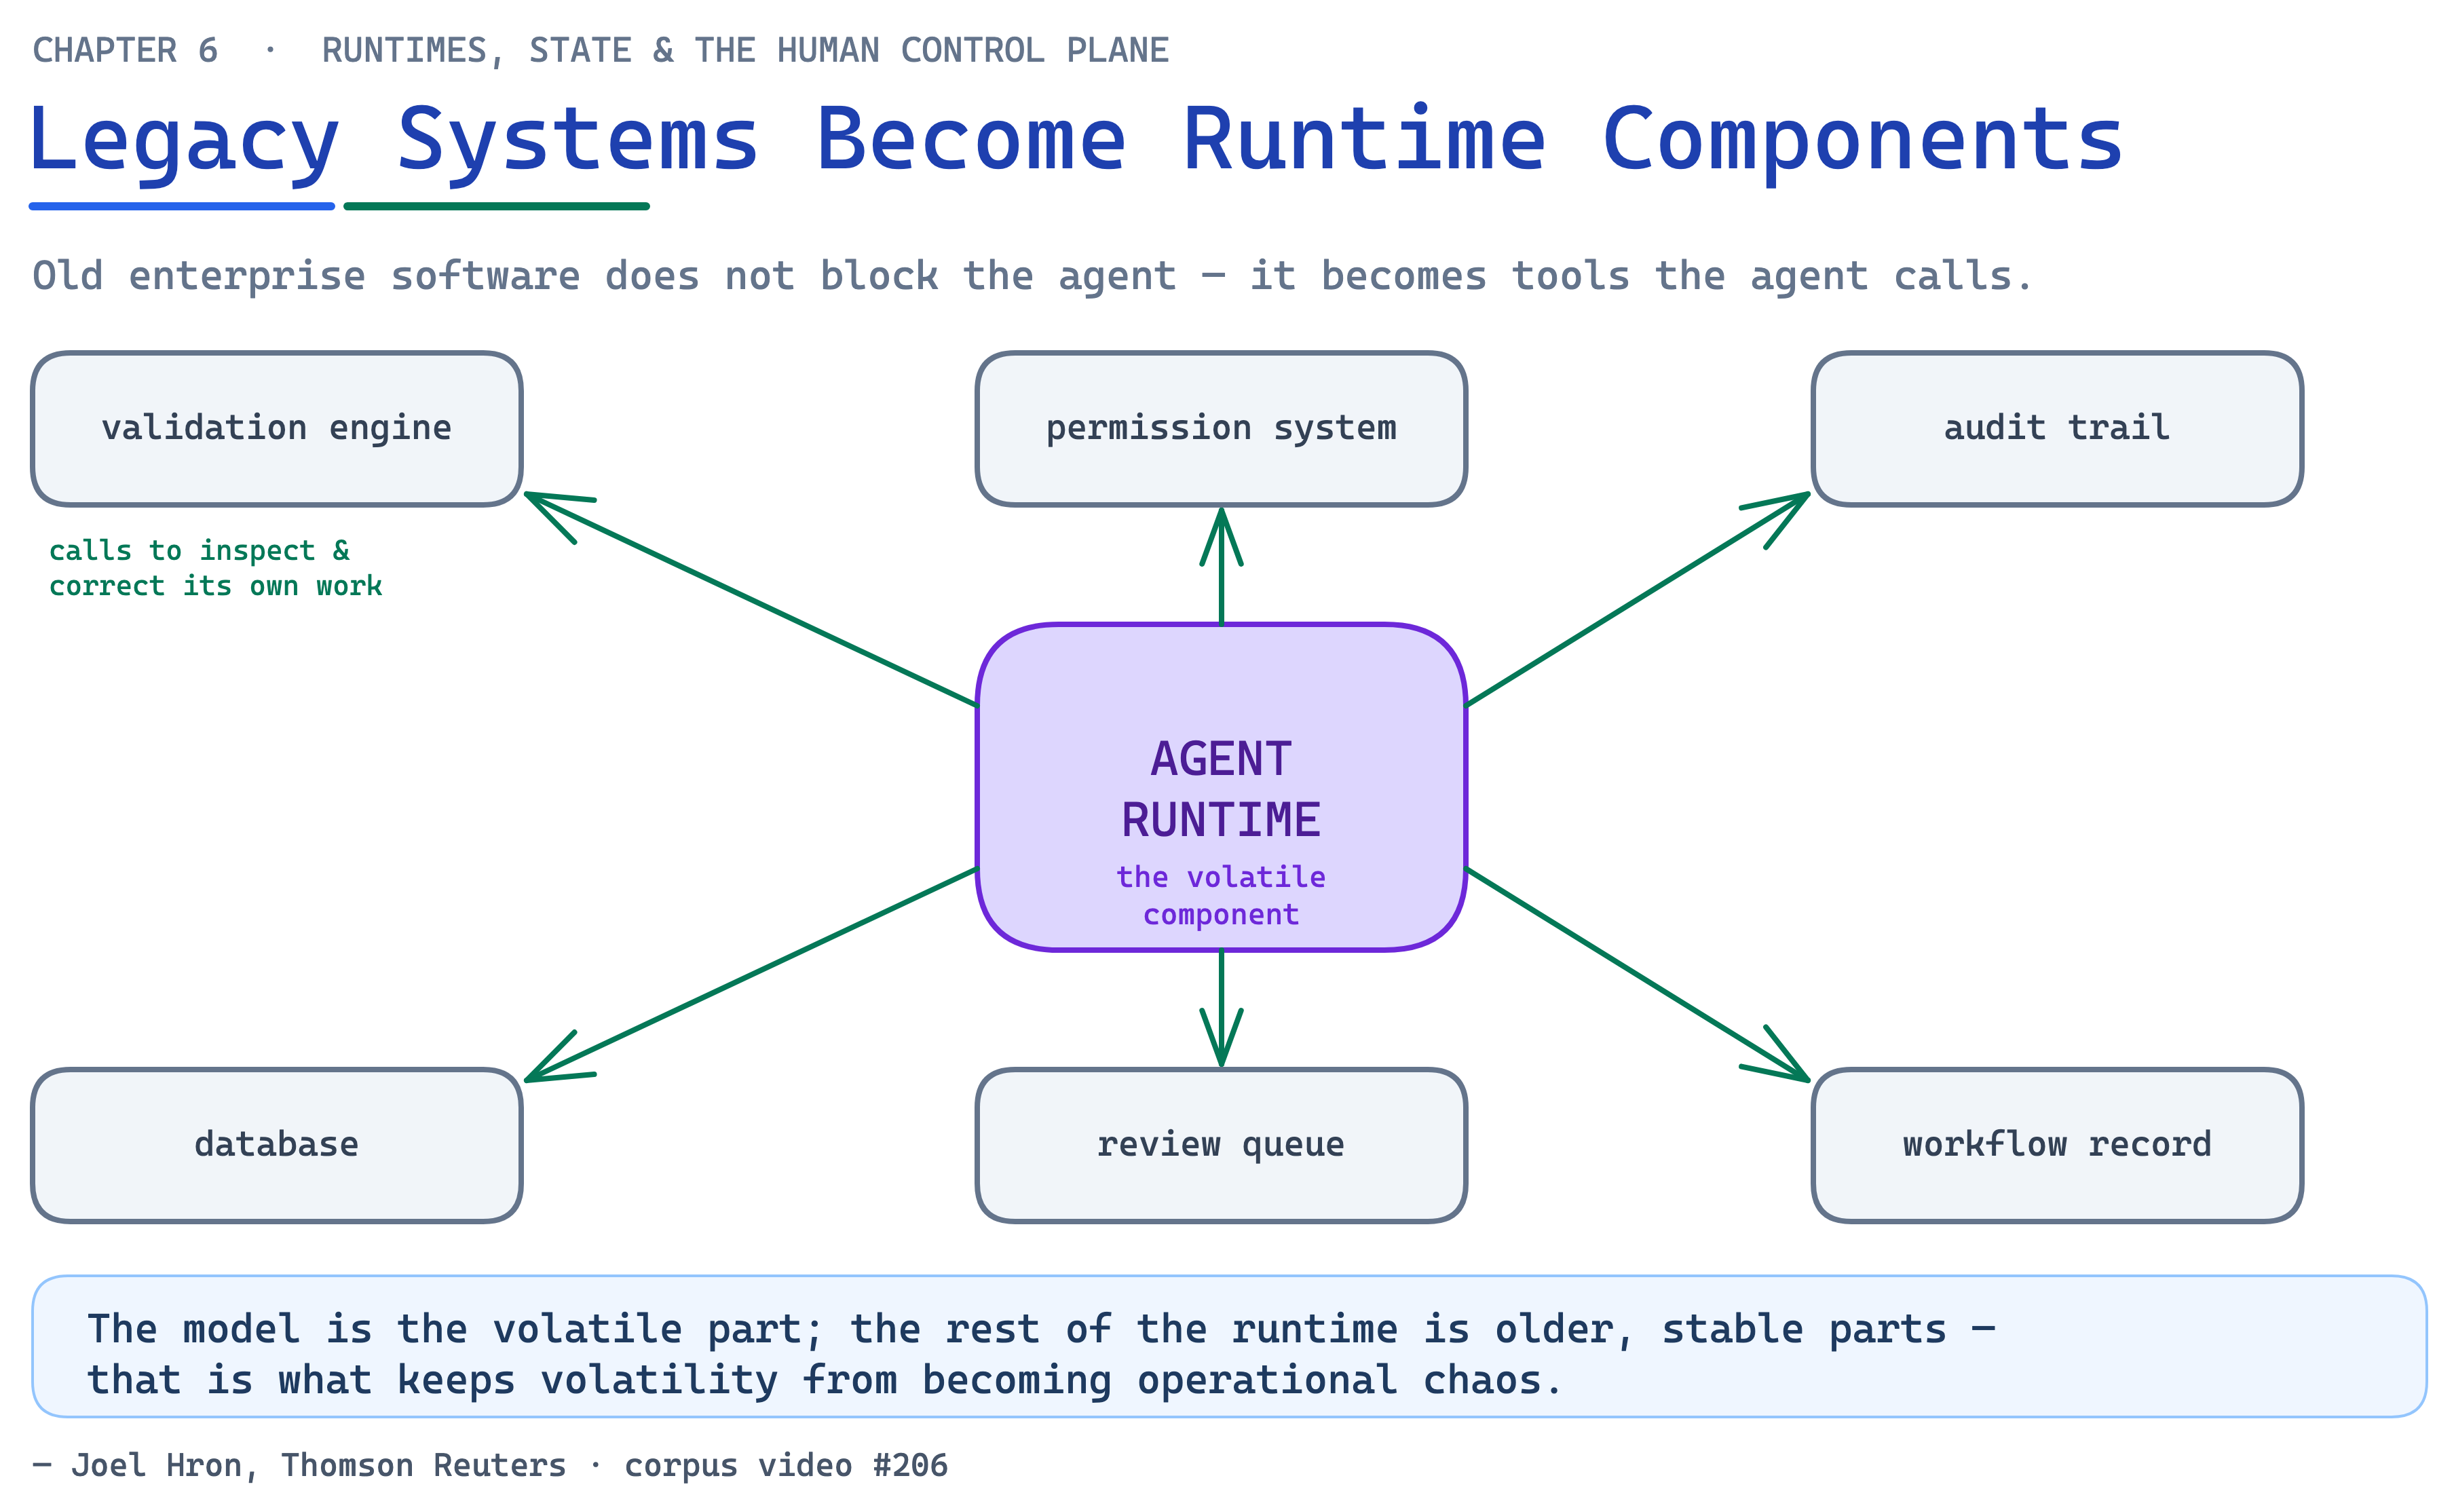 CHAPTER 6 · RUNTIMES, STATE & THE HUMAN CONTROL PLANE
Legacy Systems Become Runtime Components
Old enterprise software does not block the agent — it becomes tools the agent calls.
validation engine
permission system
audit trail
calls to inspect &
correct its own work
AGENT
RUNTIME
the volatile
component
database
review queue
workflow record
The model is the volatile part; the rest of the runtime is older, stable parts —
that is what keeps volatility from becoming operational chaos.
— Joel Hron, Thomson Reuters · corpus video #206